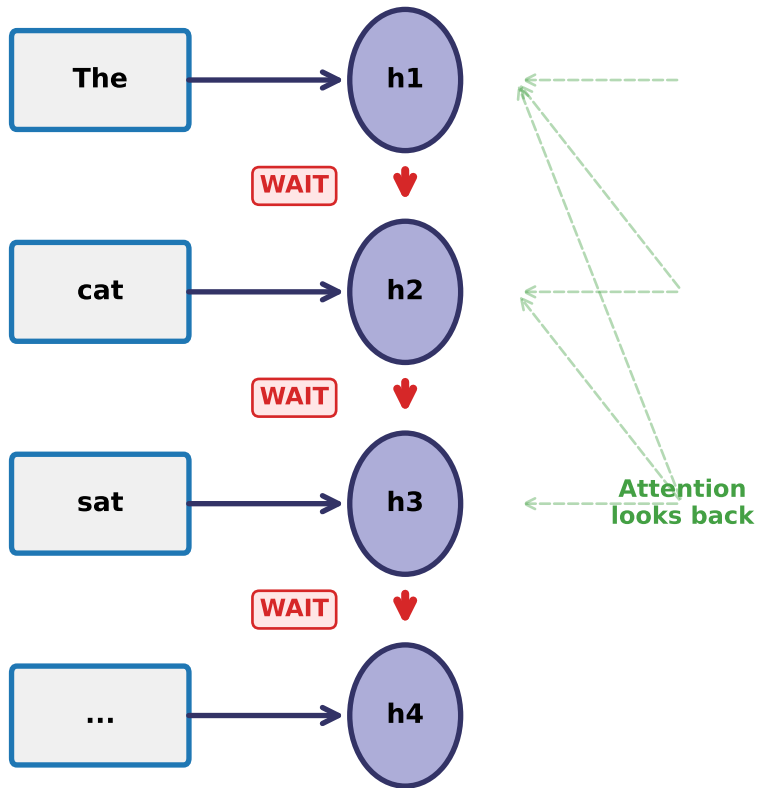 The
h1
WAIT
cat
h2
WAIT
sat
h3
Attention
looks back
WAIT
...
h4